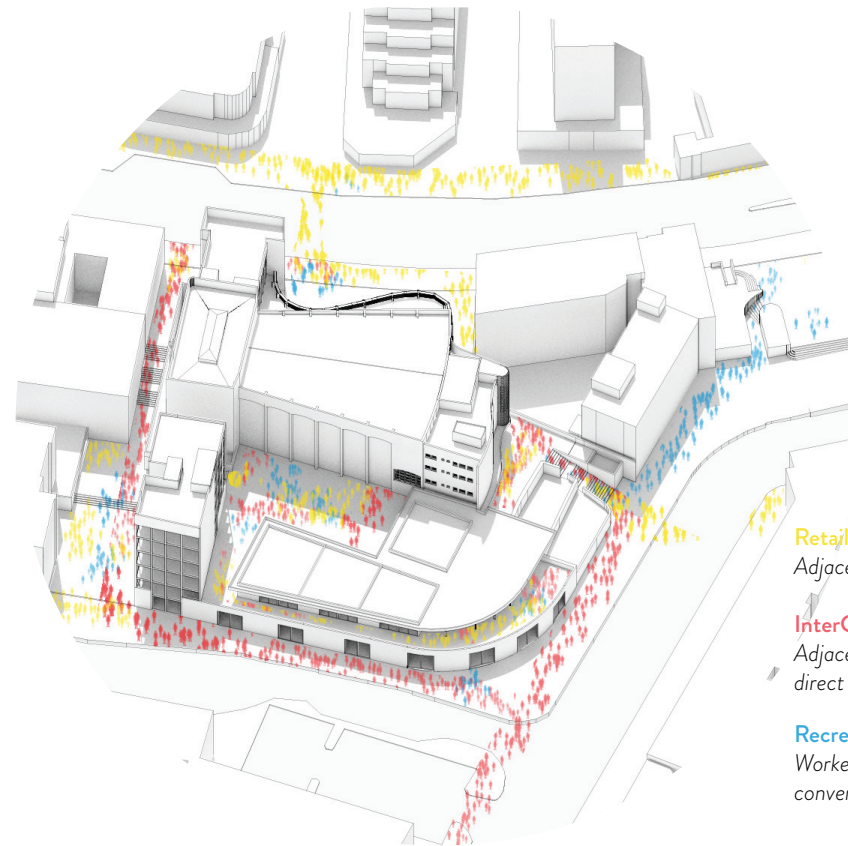 Retail
Adjace
InterC
Adjace
direct
Recre
Worke
conver